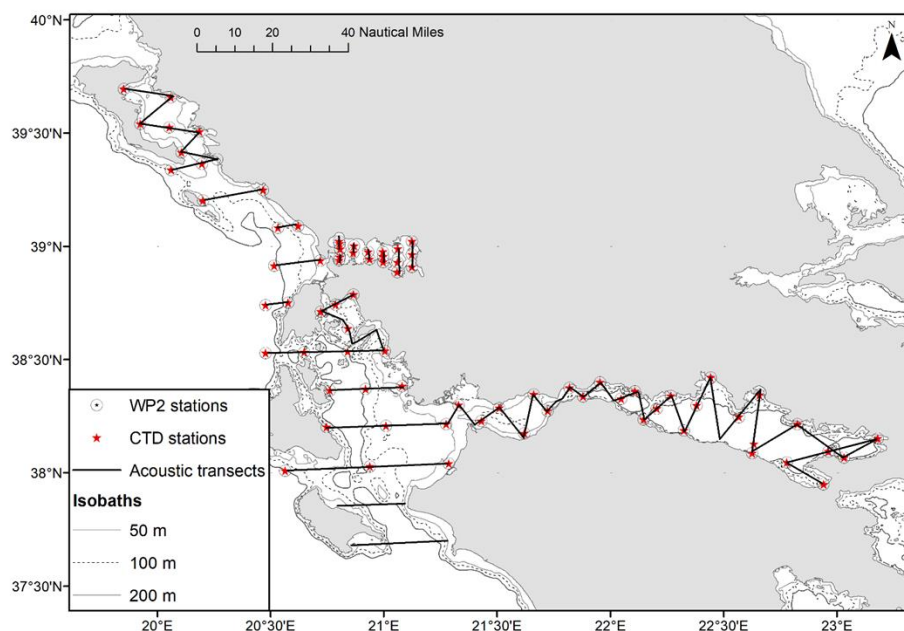 40°N
0 10 20 40 Nautical Miles
N
39°30'N
39°N
38°30'N
38°N
37°30'N
WP2 stations
CTD stations
Acoustic transects
Isobaths
50 m
100 m
200 m
20°E 20°30'E 21°E 21°30'E 22°E 22°30'E 23°E